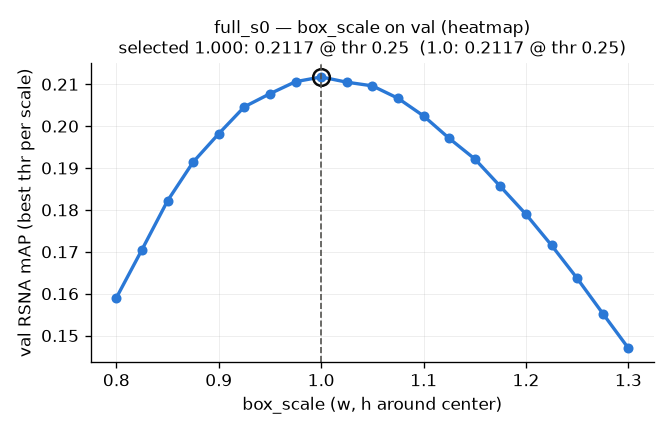 full_s0 — box_scale on val (heatmap)
selected 1.000: 0.2117 @ thr 0.25  (1.0: 0.2117 @ thr 0.25)
val RSNA mAP (best thr per scale)
0.21
0.20
0.19
0.18
0.17
0.16
0.15
0.8 0.9 1.0 1.1 1.2 1.3
box_scale (w, h around center)